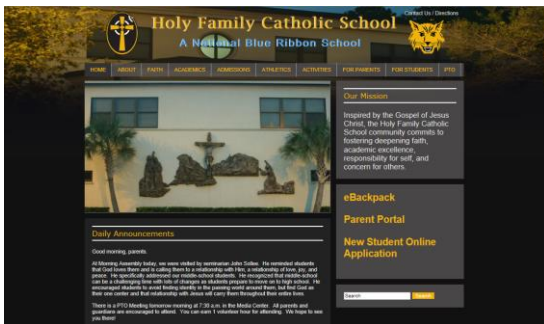 Contact Us / Directions
Holy Family Catholic School
A National Blue Ribbon School
HOME ABOUT FAITH ACADEMICS ADMISSIONS ATHLETICS ACTIVITIES FOR PARENTS FOR STUDENTS PTO
Our Mission
Inspired by the Gospel of Jesus
Christ, the Holy Family Catholic
School community commits to
fostering deepening faith,
academic excellence,
responsibility for self, and
concern for others.
eBackpack
Parent Portal
New Student Online
Application
Search Search
Daily Announcements
Good morning, parents.
At Morning Assembly today, we were visited by seminarian John Sollee. He reminded students
that God loves them and is calling them to a relationship with Him, a relationship of love, joy, and
peace. He specifically addressed our middle-school students. He recognized that middle-school
can be a challenging time with lots of changes as students prepare to move on to high school. He
encouraged students to avoid finding identity in the passing world around them, but find God as
their one center and that relationship with Jesus will carry them throughout their entire lives.
There is a PTO Meeting tomorrow morning at 7:30 a.m. in the Media Center. All parents and
guardians are encouraged to attend. You can earn 1 volunteer hour for attending. We hope to see
you there!